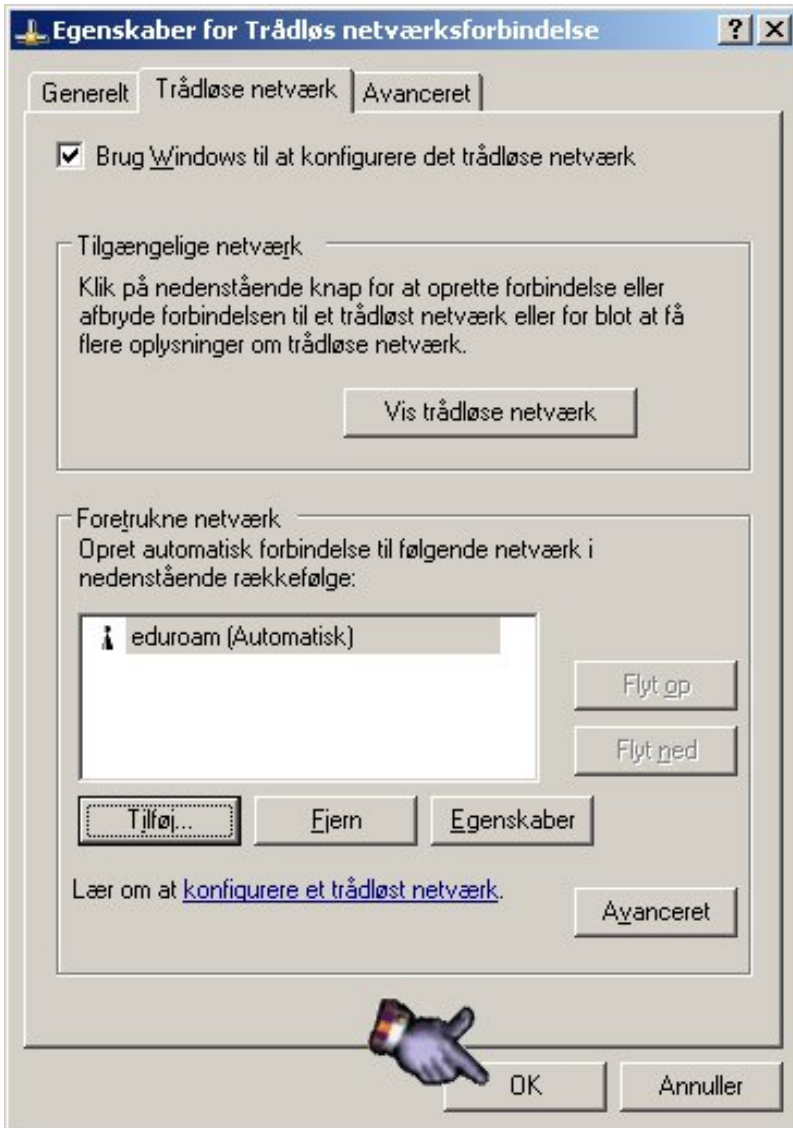 Egenskaber for Trådløs netværksforbindelse
Generelt
Trådløse netværk
Avanceret
Brug Windows til at konfigurere det trådløse netværk
Tilgængelige netværk
Klik på nedenstående knap for at oprette forbindelse eller
afbryde forbindelsen til et trådløst netværk eller for blot at få
flere oplysninger om trådløse netværk.
Vis trådløse netværk
Foretrukne netværk
Opret automatisk forbindelse til følgende netværk i
nedenstående rækkefølge:
eduroam (Automatisk)
Flyt op
Flyt ned
Tilføj...
Fjern
Egenskaber
Lær om at konfigurere et trådløst netværk.
Avanceret
OK
Annuller